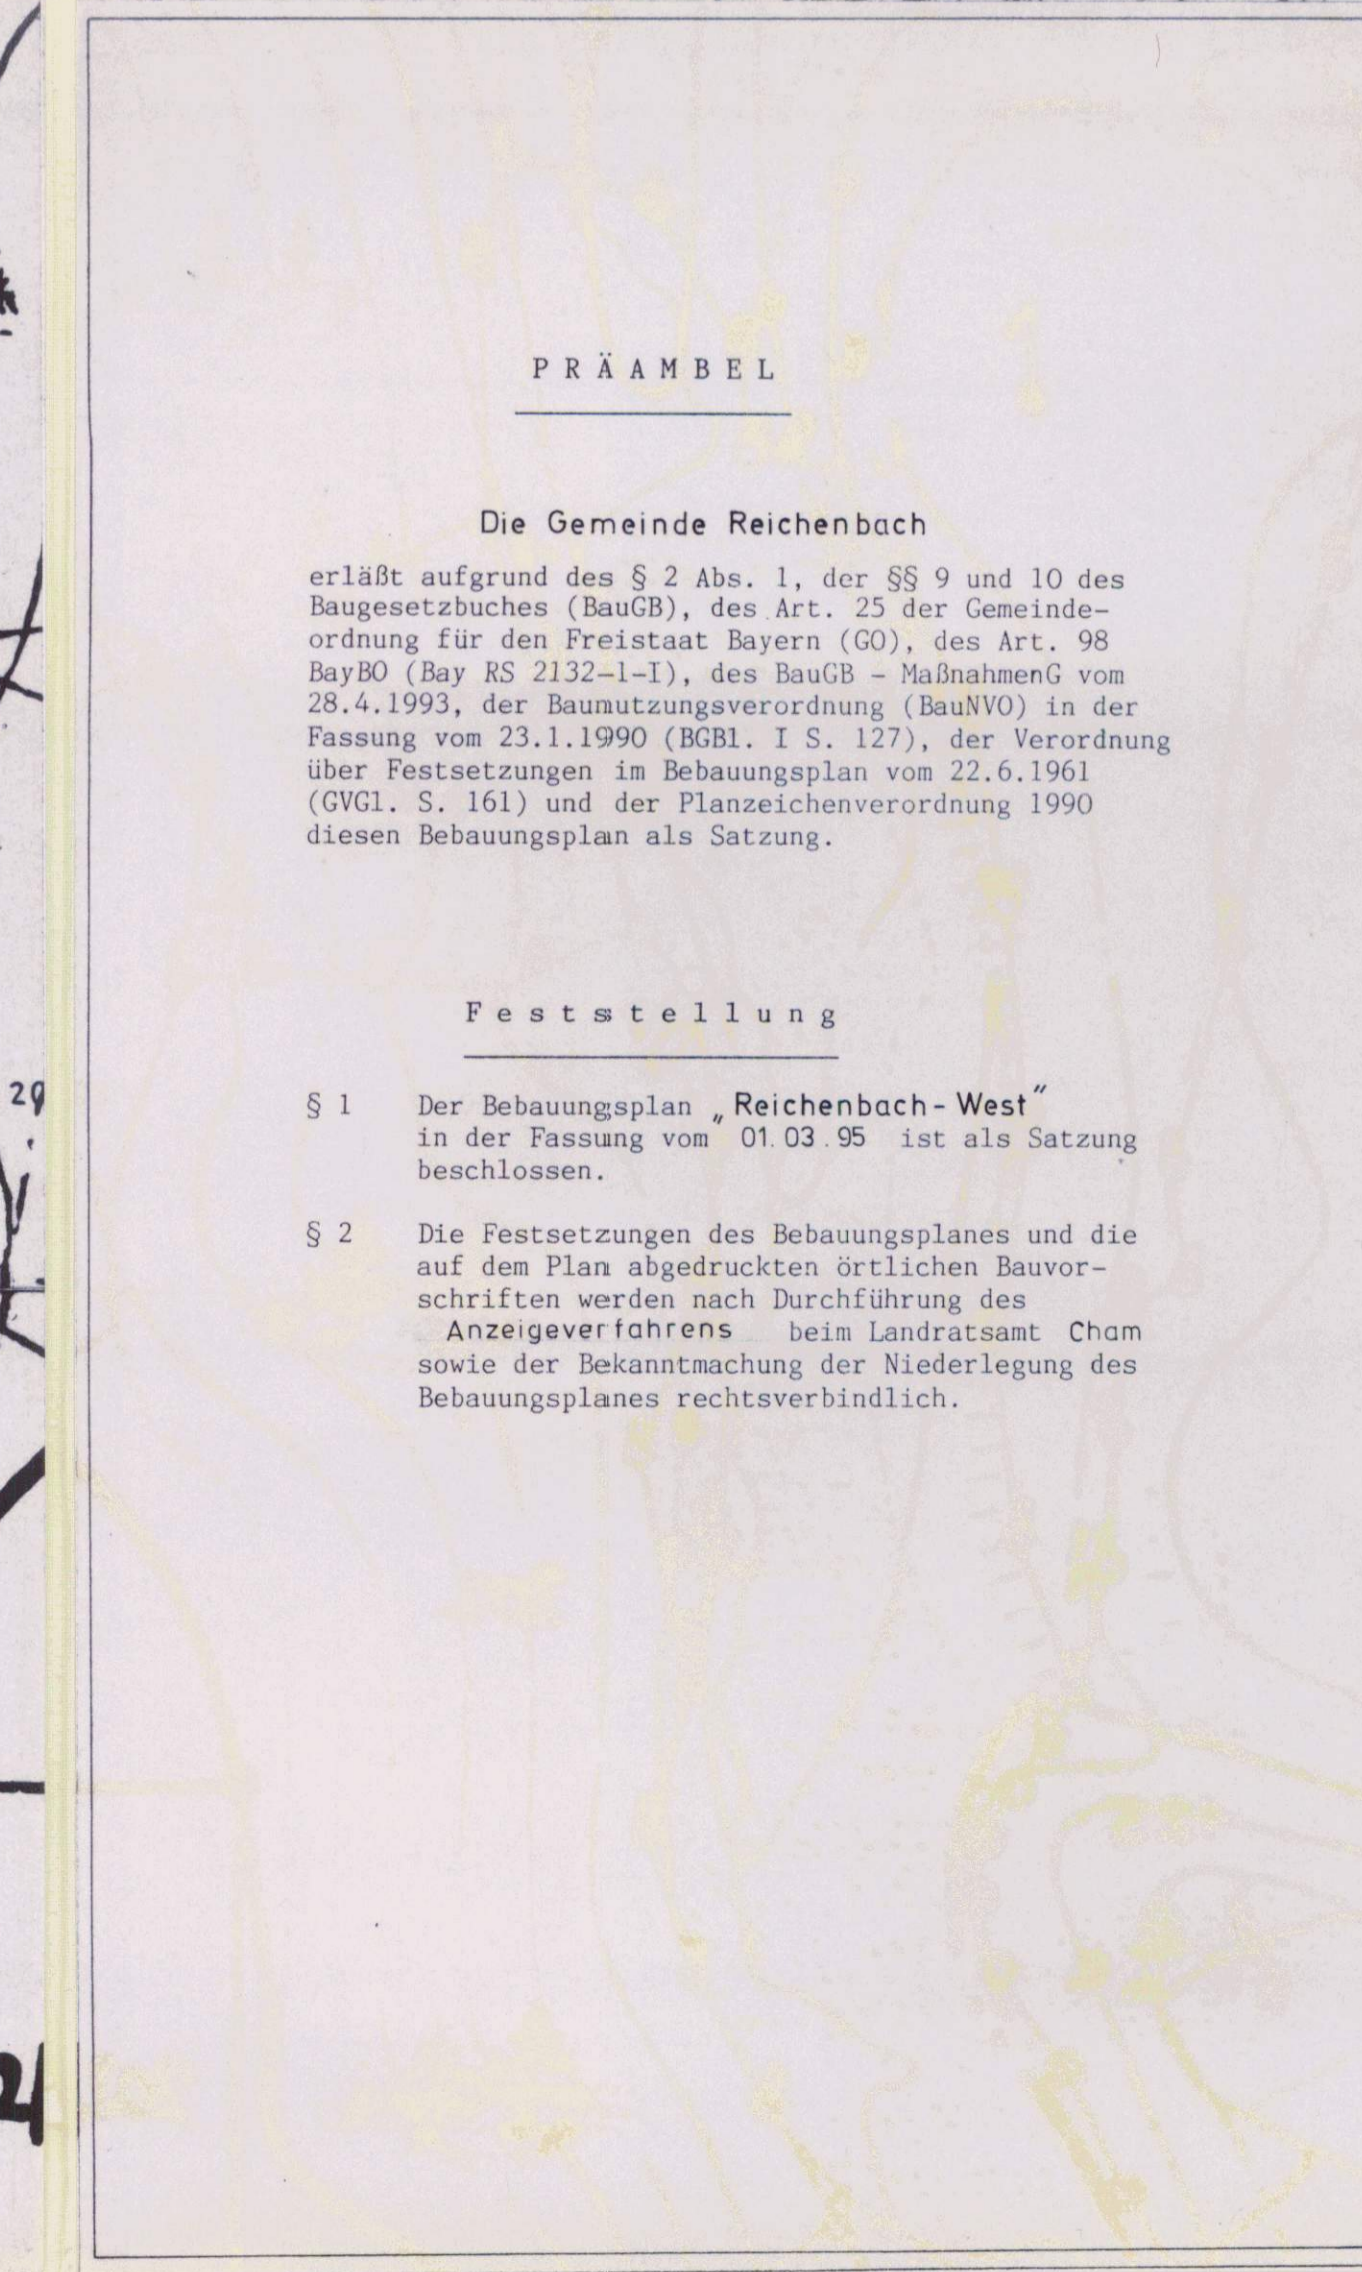 PRÄAMBEL
Die Gemeinde Reichenbach
erläßt aufgrund des § 2 Abs. 1, der §§ 9 und 10 des
Baugesetzbuches (BauGB), des Art. 25 der Gemeinde-
ordnung für den Freistaat Bayern (GO), des Art. 98
BayBO (Bay RS 2132-1-I), des BauGB - MaßnahmenG vom
28.4.1993, der Baunutzungsverordnung (BauNVO) in der
Fassung vom 23.1.1990 (BGBl. I S. 127), der Verordnung
über Festsetzungen im Bebauungsplan vom 22.6.1961
(GVGl. S. 161) und der Planzeichenverordnung 1990
diesen Bebauungsplan als Satzung.
Feststellung
§ 1 Der Bebauungsplan „Reichenbach-West"
in der Fassung vom 01.03.95 ist als Satzung
beschlossen.
§ 2 Die Festsetzungen des Bebauungsplanes und die
auf dem Plan abgedruckten örtlichen Bauvor-
schriften werden nach Durchführung des
Anzeigeverfahrens beim Landratsamt Cham
sowie der Bekanntmachung der Niederlegung des
Bebauungsplanes rechtsverbindlich.